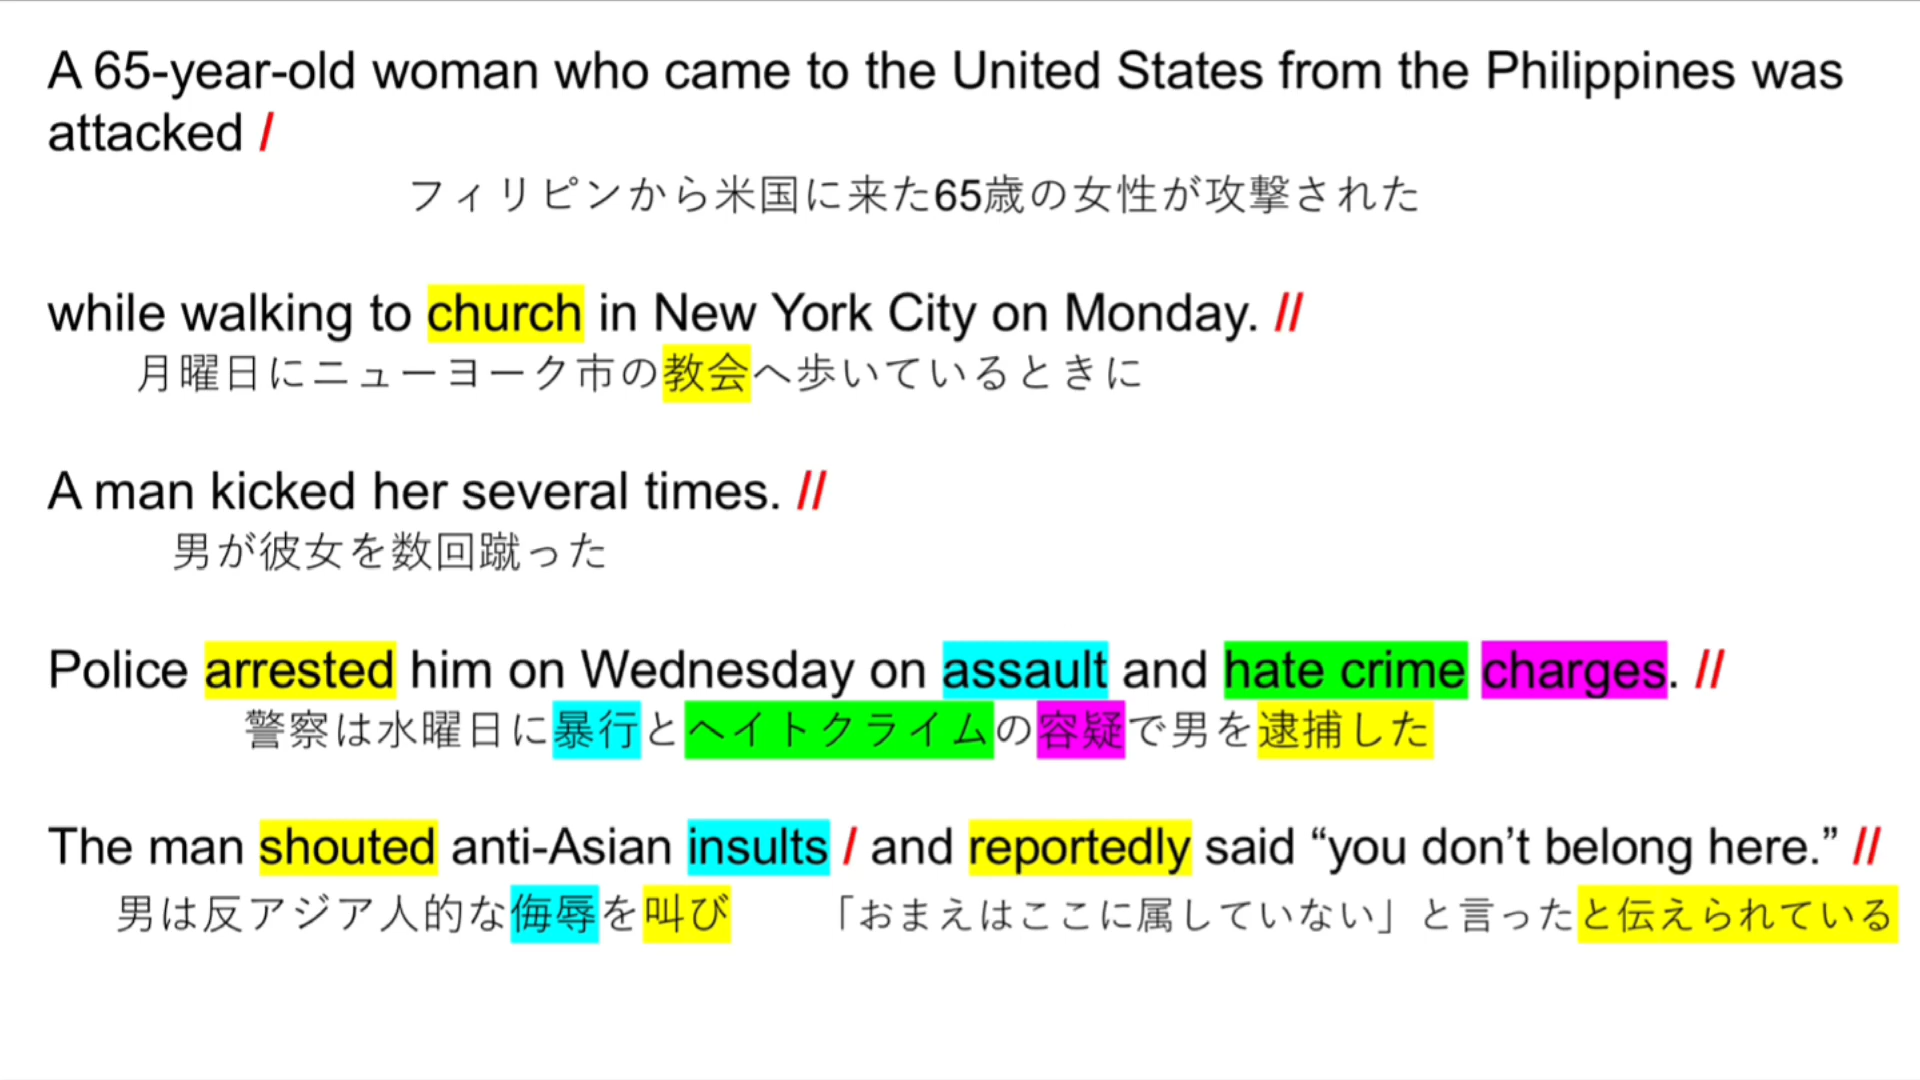 A 65-year-old woman who came to the United States from the Philippines was
attacked /
フィリピンから米国に来た65歳の女性が攻撃された
while walking to church in New York City on Monday. //
月曜日にニューヨーク市の教会へ歩いているときに
A man kicked her several times. //
男が彼女を数回蹴った
Police arrested him on Wednesday on assault and hate crime charges. //
警察は水曜日に暴行とヘイトクライムの容疑で男を逮捕した
The man shouted anti-Asian insults / and reportedly said “you don’t belong here.” //
男は反アジア人的な侮辱を叫び 「おまえはここに属していない」と言ったと伝えられている